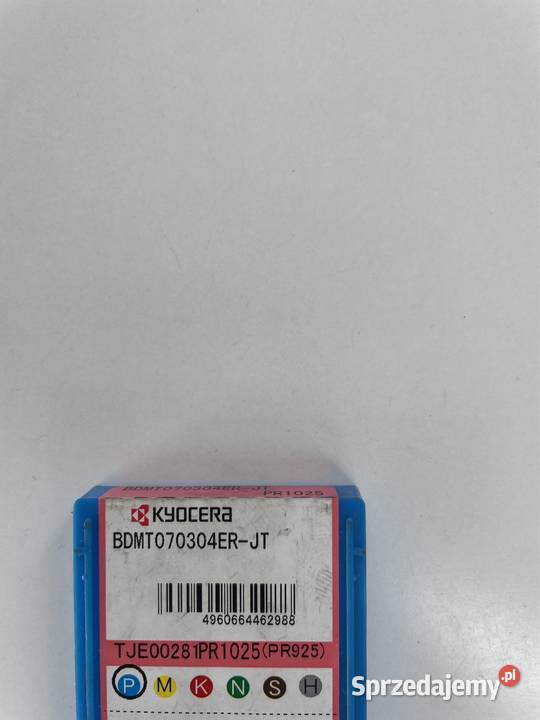 BDMT070304ER-JT
PR1025
KYOCERA
BDMT070304ER-JT
4960664462988
TJE00281PR1025(PR925)
P M K N S H
Sprzedajemy.pl